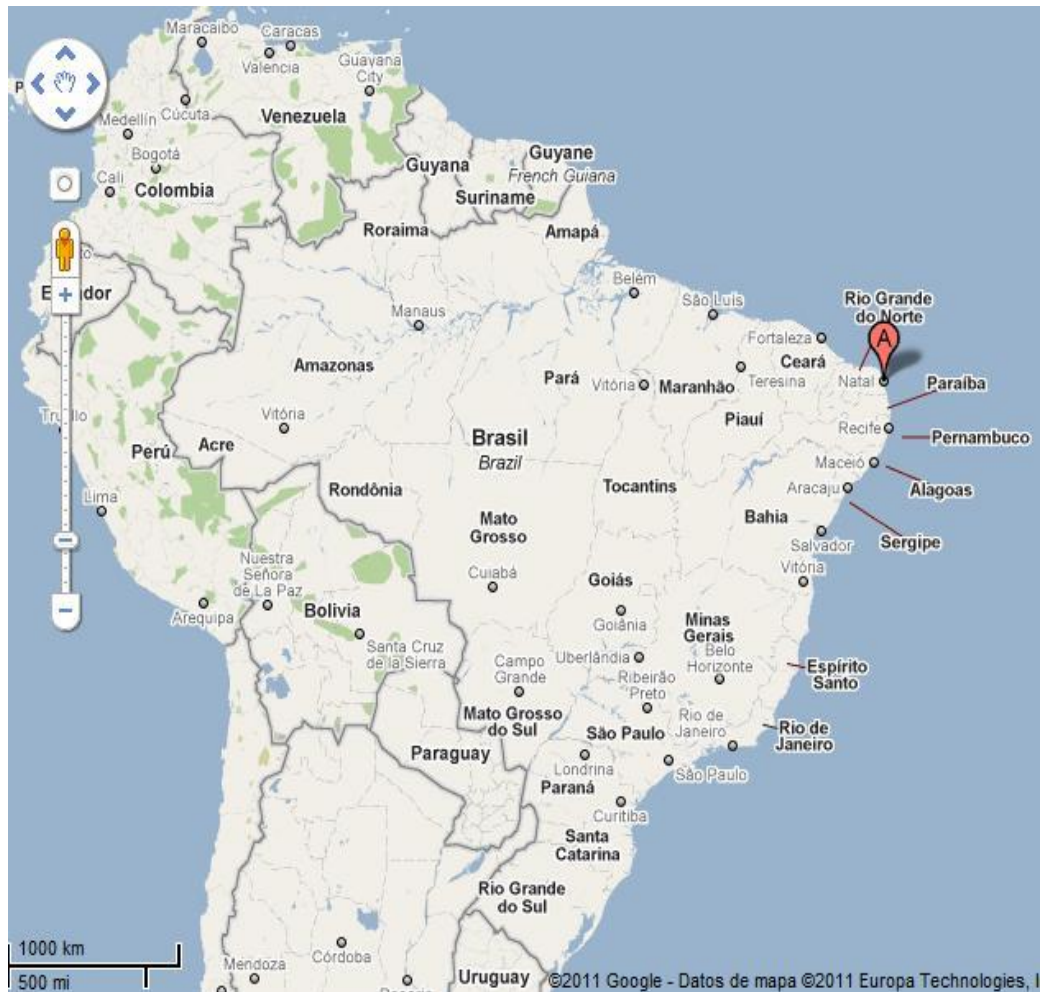 Maracaibo
Caracas
Valencia
Guayana
City
P
Medellín
Cúcuta
Venezuela
Bogotá
Guyana
Guyane
French Guiana
Cali
Colombia
Suriname
Roraima
Amapá
Belém
São Luís
Rio Grande
do Norte
Manaus
Fortaleza
A
Ceará
Amazonas
Pará
Vitória
Maranhão
Teresina
Natal
Paraíba
Piauí
Vitória
Brasil
Brazil
Recife
Pernambuco
Perú
Acre
Maceió
Rondônia
Tocantins
Aracaju
Alagoas
Lima
Mato
Grosso
Bahia
Sergipe
Salvador
Nuestra
Señora
de La Paz
Cuiabá
Goiás
Vitória
Arequipa
Bolivia
Goiânia
Minas
Gerais
Santa Cruz
de la Sierra
Campo
Grande
Uberlândia
Belo
Horizonte
Espírito
Santo
Ribeirão
Preto
Mato Grosso
do Sul
São Paulo
Rio de
Janeiro
Rio de
Janeiro
Paraguay
Londrina
São Paulo
Paraná
Curitiba
Santa
Catarina
Rio Grande
do Sul
1000 km
500 mi
Mendoza
Córdoba
Uruguay
©2011 Google - Datos de mapa ©2011 Europa Technologies, I